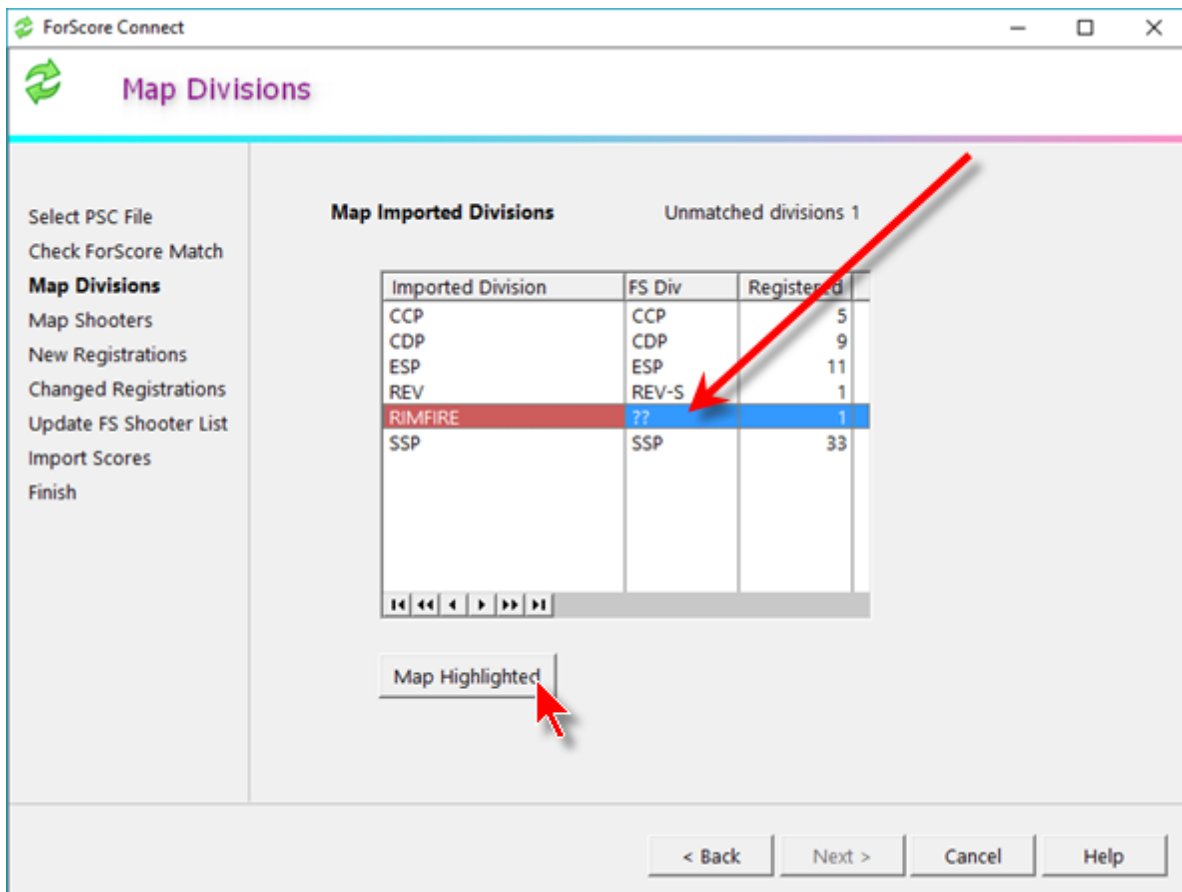 ForScore Connect
Map Divisions
Select PSC File
Check ForScore Match
Map Divisions
Map Shooters
New Registrations
Changed Registrations
Update FS Shooter List
Import Scores
Finish
Map Imported Divisions Unmatched divisions 1
Imported Division FS Div Registered
CCP CCP 5
CDP CDP 9
ESP ESP 11
REV REV-S 1
RIMFIRE ?? 1
SSP SSP 33
Map Highlighted
< Back Next > Cancel Help